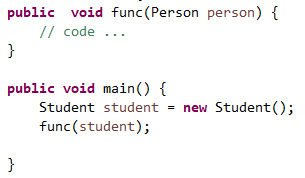 public  void func(Person person) {
    // code ...
}

public void main() {
    Student student = new Student();
    func(student);

}